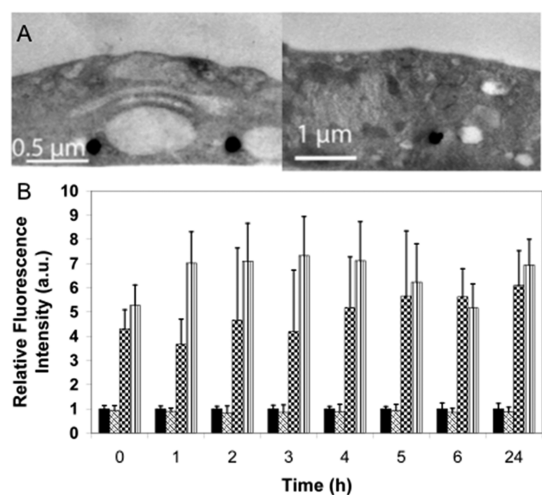 A
0.5 µm
1 µm
B
10
9
8
7
6
5
4
3
2
1
0
Relative Fluorescence
Intensity (a.u.)
0 1 2 3 4 5 6 24
Time (h)